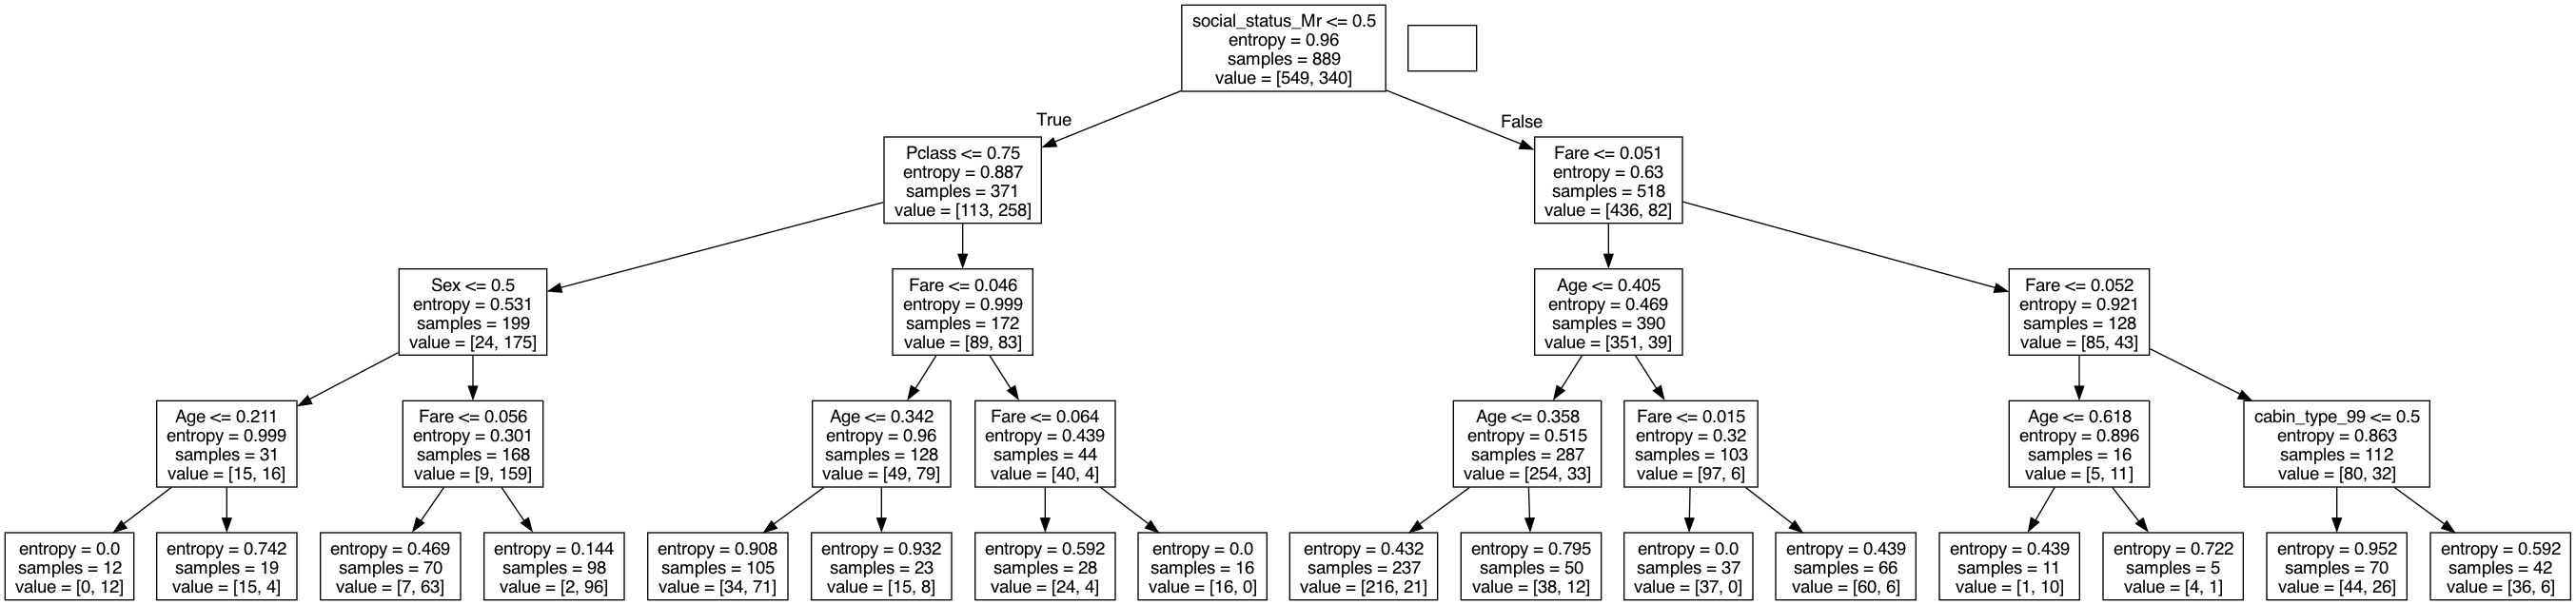 social_status_Mr <= 0.5
entropy = 0.96
samples = 889
value = [549, 340]
True
False
Pclass <= 0.75
entropy = 0.887
samples = 371
value = [113, 258]
Fare <= 0.051
entropy = 0.63
samples = 518
value = [436, 82]
Sex <= 0.5
entropy = 0.531
samples = 199
value = [24, 175]
Fare <= 0.046
entropy = 0.999
samples = 172
value = [89, 83]
Age <= 0.405
entropy = 0.469
samples = 390
value = [351, 39]
Fare <= 0.052
entropy = 0.921
samples = 128
value = [85, 43]
Age <= 0.211
entropy = 0.999
samples = 31
value = [15, 16]
Fare <= 0.056
entropy = 0.301
samples = 168
value = [9, 159]
Age <= 0.342
entropy = 0.96
samples = 128
value = [49, 79]
Fare <= 0.064
entropy = 0.439
samples = 44
value = [40, 4]
Age <= 0.358
entropy = 0.515
samples = 287
value = [254, 33]
Fare <= 0.015
entropy = 0.32
samples = 103
value = [97, 6]
Age <= 0.618
entropy = 0.896
samples = 16
value = [5, 11]
cabin_type_99 <= 0.5
entropy = 0.863
samples = 112
value = [80, 32]
entropy = 0.0
samples = 12
value = [0, 12]
entropy = 0.742
samples = 19
value = [15, 4]
entropy = 0.469
samples = 70
value = [7, 63]
entropy = 0.144
samples = 98
value = [2, 96]
entropy = 0.908
samples = 105
value = [34, 71]
entropy = 0.932
samples = 23
value = [15, 8]
entropy = 0.592
samples = 28
value = [24, 4]
entropy = 0.0
samples = 16
value = [16, 0]
entropy = 0.432
samples = 237
value = [216, 21]
entropy = 0.795
samples = 50
value = [38, 12]
entropy = 0.0
samples = 37
value = [37, 0]
entropy = 0.439
samples = 66
value = [60, 6]
entropy = 0.439
samples = 11
value = [1, 10]
entropy = 0.722
samples = 5
value = [4, 1]
entropy = 0.952
samples = 70
value = [44, 26]
entropy = 0.592
samples = 42
value = [36, 6]